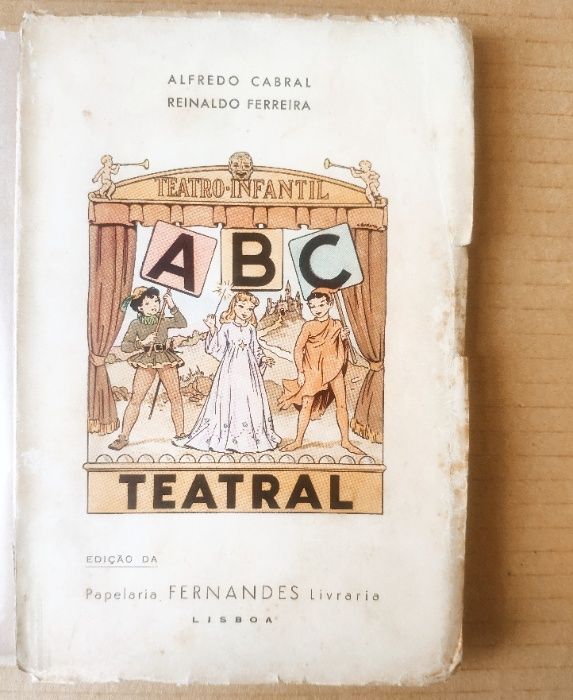 ALFREDO CABRAL
REINALDO FERREIRA
TEATRO-INFANTIL
A B C
TEATRAL
EDIÇÃO DA
Papelaria FERNANDES Livraria
LISBOA